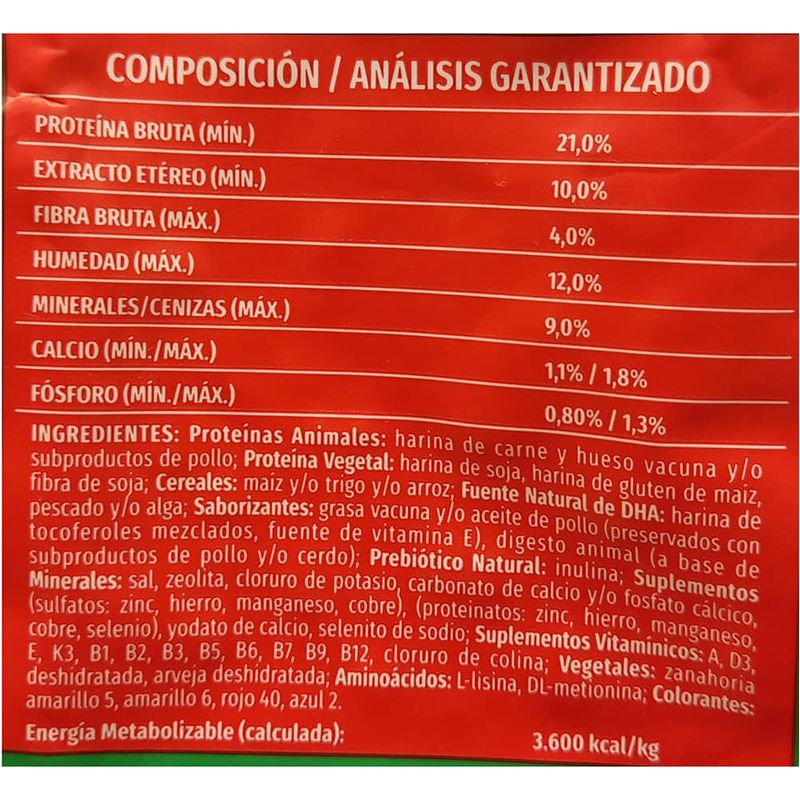 COMPOSICIÓN / ANÁLISIS GARANTIZADO
PROTEÍNA BRUTA (MÍN.) 21,0%
EXTRACTO ETÉREO (MÍN.) 10,0%
FIBRA BRUTA (MÁX.) 4,0%
HUMEDAD (MÁX.) 12,0%
MINERALES/CENIZAS (MÁX.) 9,0%
CALCIO (MÍN./MÁX.) 1,1% / 1,8%
FÓSFORO (MÍN./MÁX.) 0,80% / 1,3%
INGREDIENTES: Proteínas Animales: harina de carne y hueso vacuna y/o
subproductos de pollo; Proteína Vegetal: harina de soja, harina de gluten de maíz,
fibra de soja; Cereales: maíz y/o trigo y/o arroz; Fuente Natural de DHA: harina de
pescado y/o alga; Saborizantes: grasa vacuna y/o aceite de pollo (preservados con
tocoferoles mezclados, fuente de vitamina E), digesto animal (a base de
subproductos de pollo y/o cerdo); Prebiótico Natural: inulina; Suplementos
Minerales: sal, zeolita, cloruro de potasio, carbonato de calcio y/o fosfato cálcico,
(sulfatos: zinc, hierro, manganeso, cobre), (proteinatos: zinc, hierro, manganeso,
cobre, selenio), yodato de calcio, selenito de sodio; Suplementos Vitamínicos: A, D3,
E, K3, B1, B2, B3, B5, B6, B7, B9, B12, cloruro de colina; Vegetales: zanahoria
deshidratada, arveja deshidratada; Aminoácidos: L-lisina, DL-metionina; Colorantes:
amarillo 5, amarillo 6, rojo 40, azul 2.
Energía Metabolizable (calculada): 3.600 kcal/kg